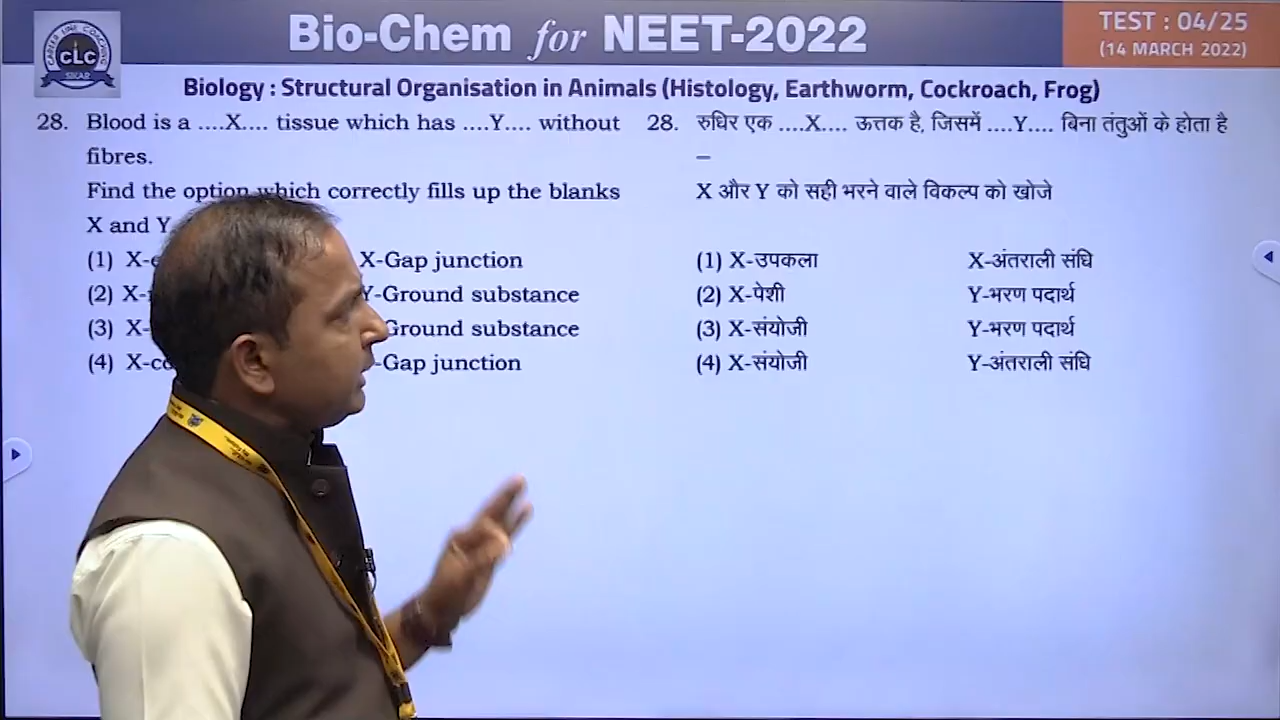 CLC
SIKAR
Bio-Chem for NEET-2022
TEST : 04/25
(14 MARCH 2022)
Biology : Structural Organisation in Animals (Histology, Earthworm, Cockroach, Frog)
28. Blood is a ....X.... tissue which has ....Y.... without
fibres.
Find the option which correctly fills up the blanks
X and Y
(1) X-e X-Gap junction
(2) X- Y-Ground substance
(3) X- Ground substance
(4) X-co -Gap junction
28. रुधिर एक ....X.... ऊत्तक है, जिसमें ....Y.... बिना तंतुओं के होता है
–
X और Y को सही भरने वाले विकल्प को खोजे
(1) X-उपकला X-अंतराली संधि
(2) X-पेशी Y-भरण पदार्थ
(3) X-संयोजी Y-भरण पदार्थ
(4) X-संयोजी Y-अंतराली संधि